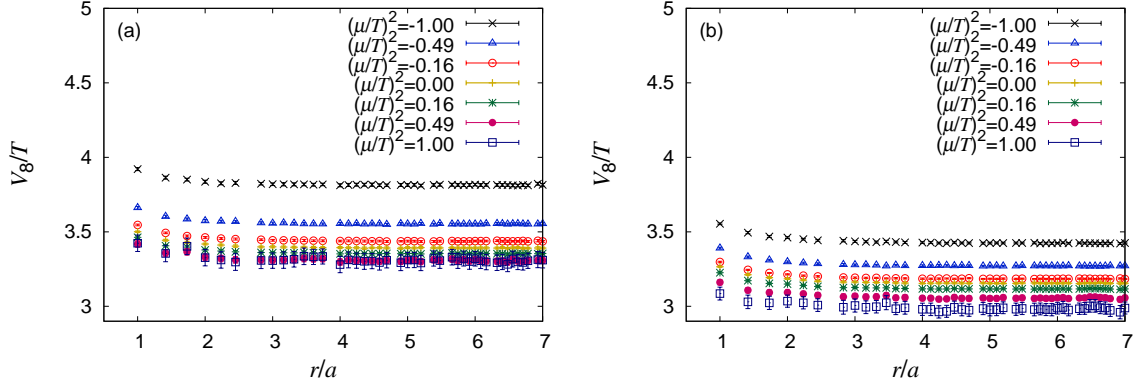 5
(a)
(μ/T)²=-1.00
(μ/T)²=-0.49
(μ/T)²=-0.16
(μ/T)²=0.00
(μ/T)²=0.16
(μ/T)²=0.49
(μ/T)²=1.00
4.5
4
3.5
3
V₈/T
1 2 3 4 5 6 7
r/a
5
(b)
(μ/T)²=-1.00
(μ/T)²=-0.49
(μ/T)²=-0.16
(μ/T)²=0.00
(μ/T)²=0.16
(μ/T)²=0.49
(μ/T)²=1.00
4.5
4
3.5
3
V₈/T
1 2 3 4 5 6 7
r/a